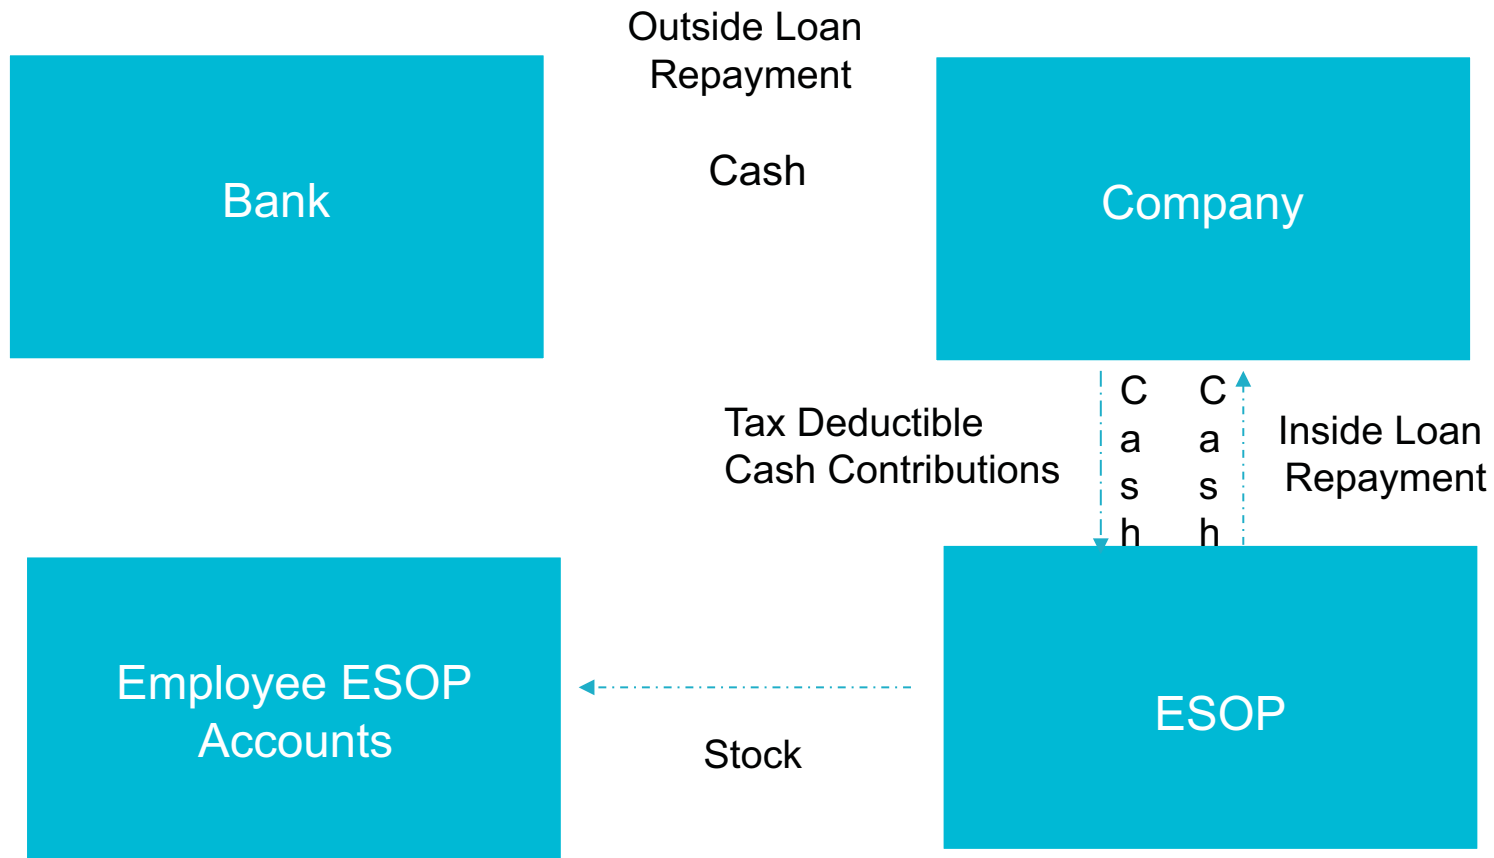 Outside Loan
Repayment
Cash
Bank
Company
Tax Deductible
Cash Contributions
C
a
s
h
C
a
s
h
Inside Loan
Repayment
Employee ESOP
Accounts
Stock
ESOP